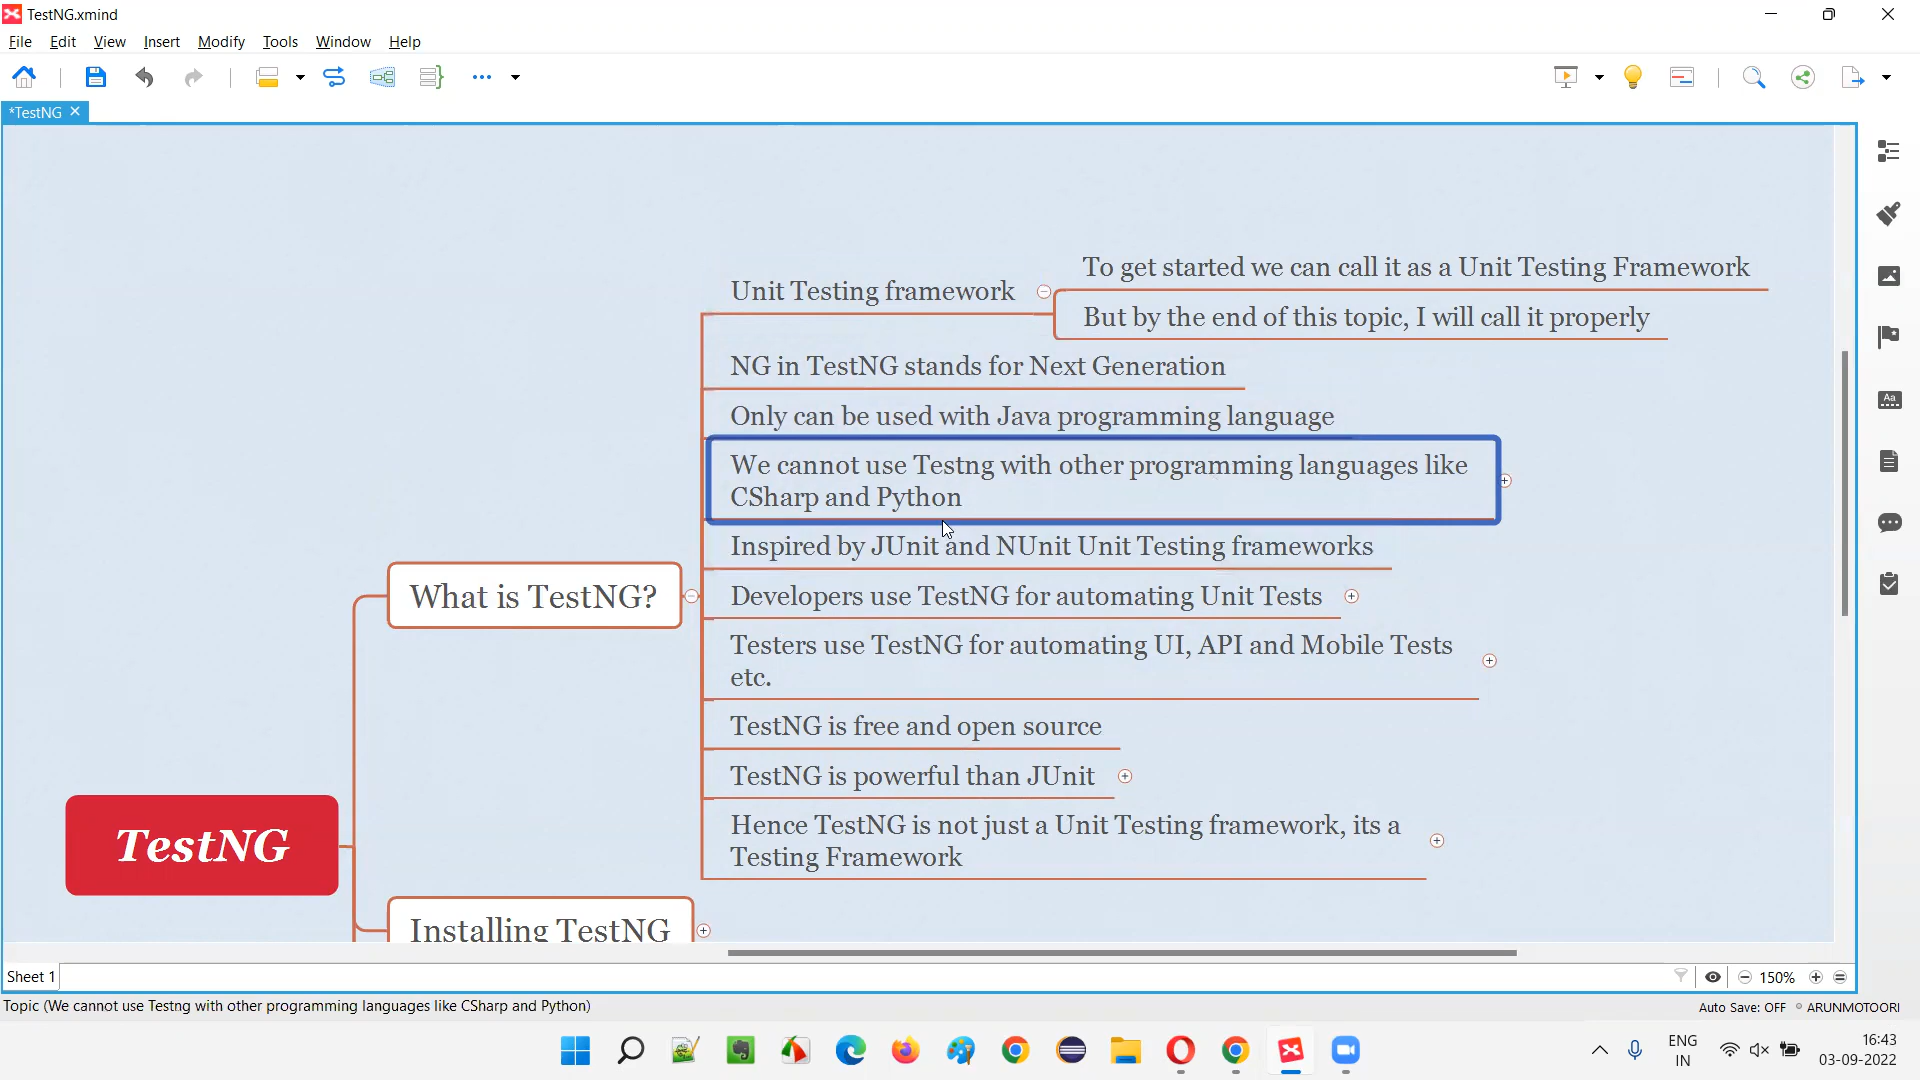 TestNG.xmind
File Edit View Insert Modify Tools Window Help
*TestNG
To get started we can call it as a Unit Testing Framework
Unit Testing framework
But by the end of this topic, I will call it properly
NG in TestNG stands for Next Generation
Only can be used with Java programming language
We cannot use Testng with other programming languages like
CSharp and Python
Inspired by JUnit and NUnit Unit Testing frameworks
What is TestNG?
Developers use TestNG for automating Unit Tests
Testers use TestNG for automating UI, API and Mobile Tests
etc.
TestNG is free and open source
TestNG is powerful than JUnit
Hence TestNG is not just a Unit Testing framework, its a
Testing Framework
TestNG
Installing TestNG
Sheet 1
150%
Topic (We cannot use Testng with other programming languages like CSharp and Python)
Auto Save: OFF
ARUNMOTOORI
ENG
IN
16:43
03-09-2022
Aa